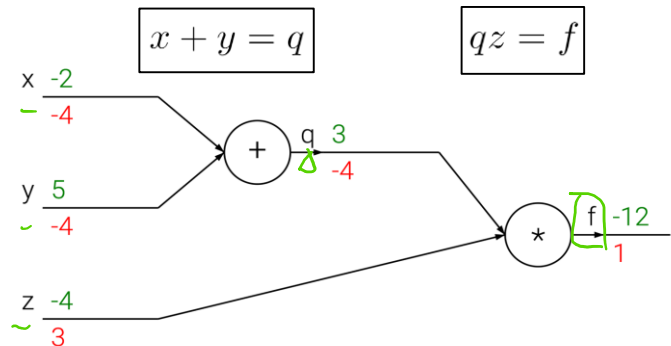 x + y = q
qz = f
x -2
-4
q 3
+
-4
y 5
-4
f -12
*
1
z -4
3